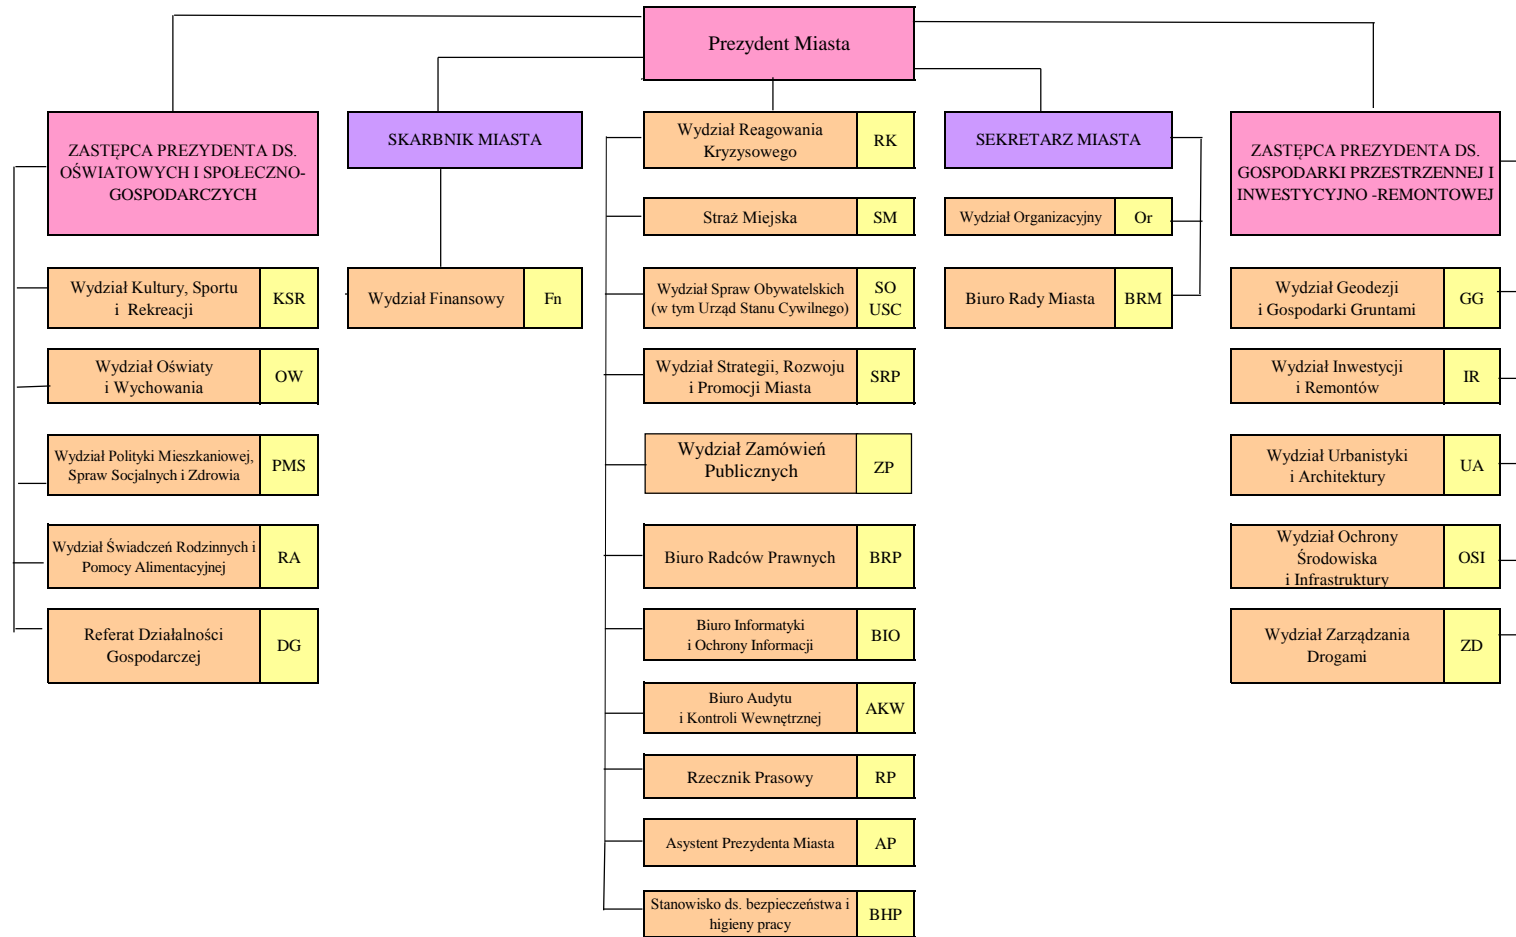 Prezydent Miasta
ZASTĘPCA PREZYDENTA DS.
OŚWIATOWYCH I SPOŁECZNO-
GOSPODARCZYCH
Wydział Kultury, Sportu
i Rekreacji
KSR
Wydział Oświaty
i Wychowania
OW
Wydział Polityki Mieszkaniowej,
Spraw Socjalnych i Zdrowia
PMS
Wydział Świadczeń Rodzinnych i
Pomocy Alimentacyjnej
RA
Referat Działalności
Gospodarczej
DG
SKARBNIK MIASTA
Wydział Finansowy
Fn
Wydział Reagowania
Kryzysowego
RK
Straż Miejska
SM
Wydział Spraw Obywatelskich
(w tym Urząd Stanu Cywilnego)
SO
USC
Wydział Strategii, Rozwoju
i Promocji Miasta
SRP
Wydział Zamówień
Publicznych
ZP
Biuro Radców Prawnych
BRP
Biuro Informatyki
i Ochrony Informacji
BIO
Biuro Audytu
i Kontroli Wewnętrznej
AKW
Rzecznik Prasowy
RP
Asystent Prezydenta Miasta
AP
Stanowisko ds. bezpieczeństwa i
higieny pracy
BHP
SEKRETARZ MIASTA
Wydział Organizacyjny
Or
Biuro Rady Miasta
BRM
ZASTĘPCA PREZYDENTA DS.
GOSPODARKI PRZESTRZENNEJ I
INWESTYCYJNO -REMONTOWEJ
Wydział Geodezji
i Gospodarki Gruntami
GG
Wydział Inwestycji
i Remontów
IR
Wydział Urbanistyki
i Architektury
UA
Wydział Ochrony
Środowiska
i Infrastruktury
OSI
Wydział Zarządzania
Drogami
ZD